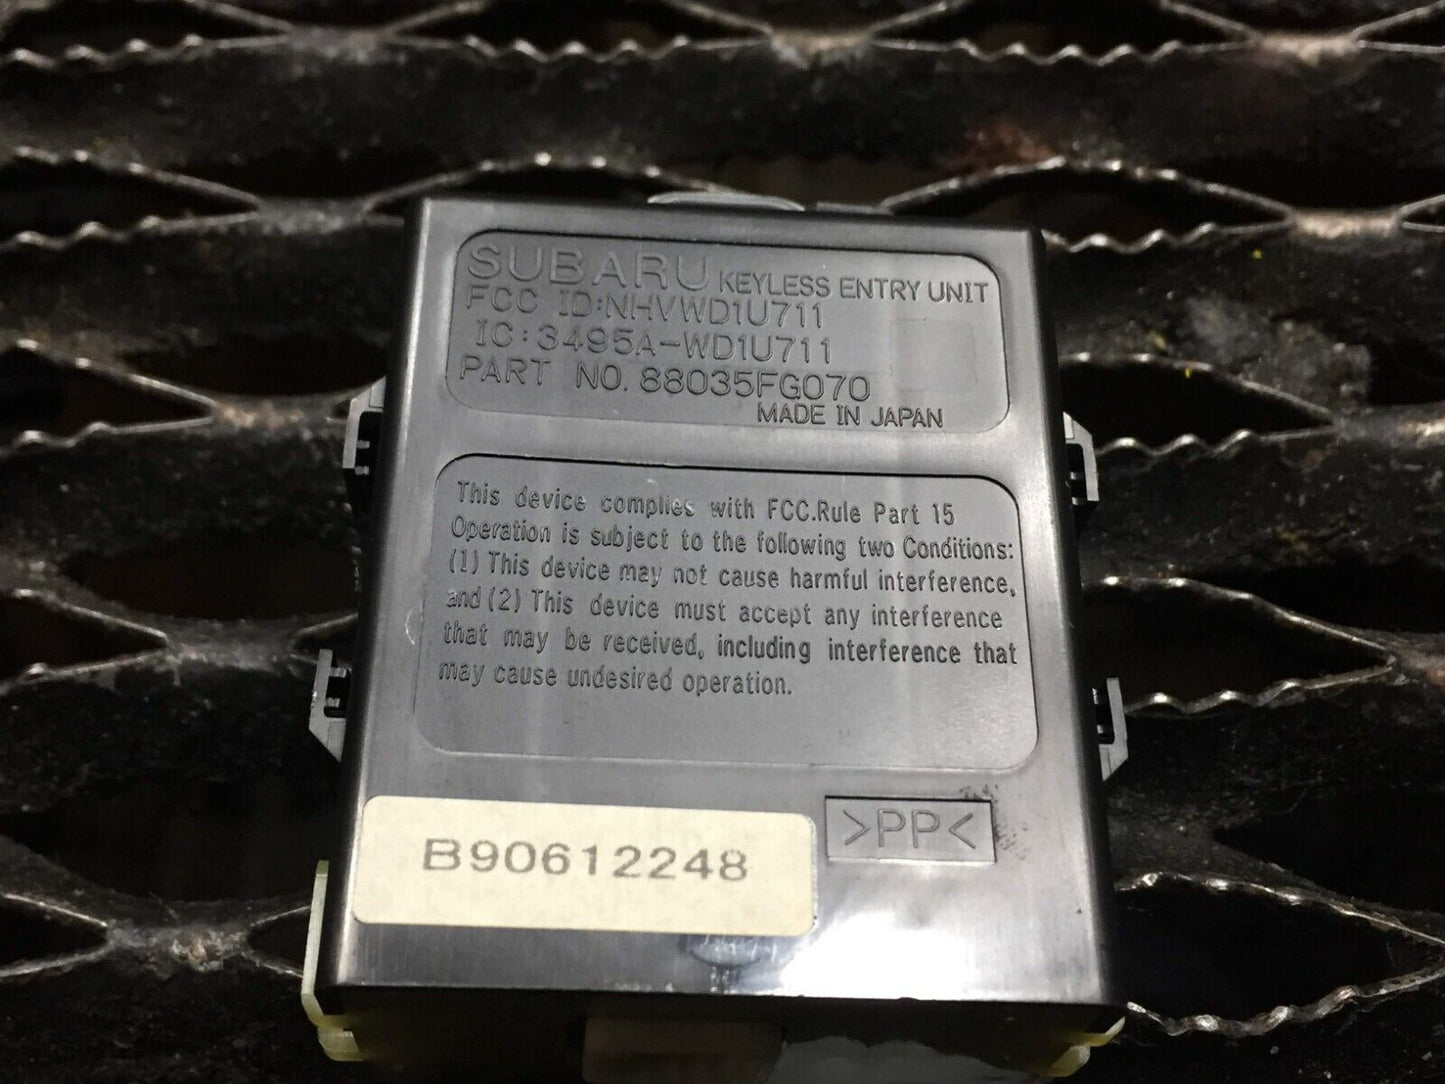 SUBARU KEYLESS ENTRY UNIT
FCC ID:NHVWD1U711
IC:3495A-WD1U711
PART NO. 88035FG070
MADE IN JAPAN
This device complies with FCC.Rule Part 15
Operation is subject to the following two Conditions:
(1) This device may not cause harmful interference,
and (2) This device must accept any interference
that may be received, including interference that
may cause undesired operation.
>PP<
B90612248